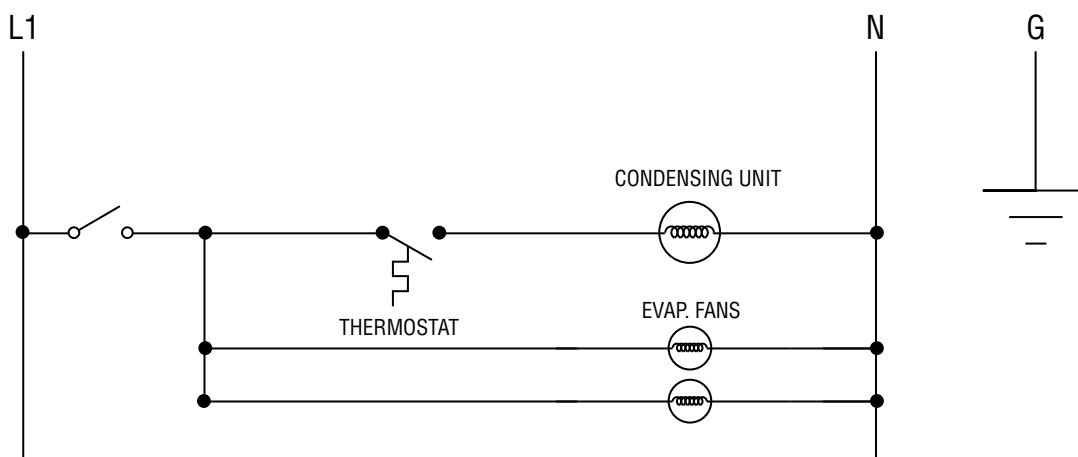 L1
N
G
CONDENSING UNIT
EVAP. FANS
THERMOSTAT